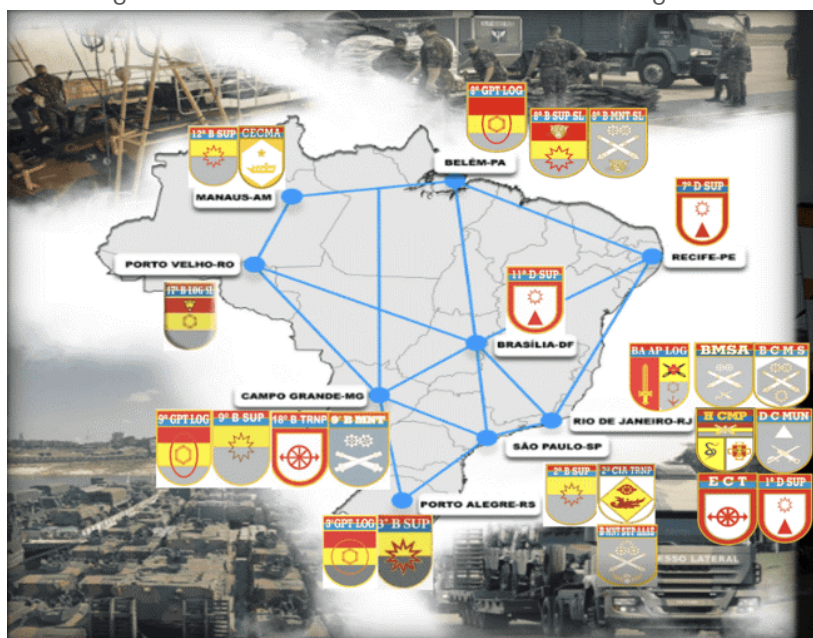 8º GPT LOG
8º B SUP SL
8º B MNT SL
12º B SUP
CECMA
BELÉM-PA
MANAUS-AM
7º D SUP
RECIFE-PE
PORTO VELHO-RO
17º B LOG SL
11º D SUP
BRASÍLIA-DF
BA AP LOG
BMSA
B C M S
CAMPO GRANDE-MG
RIO DE JANEIRO-RJ
9º GPT LOG
9º B SUP
18º B TRNP
9º B MNT
H CMP
D C MUN
SÃO PAULO-SP
2º B SUP
2ª CIA TRNP
E C T
1º D SUP
PORTO ALEGRE-RS
3º GPT LOG
3º B SUP
B MNT SUP AAAE
ESSO LATERAL